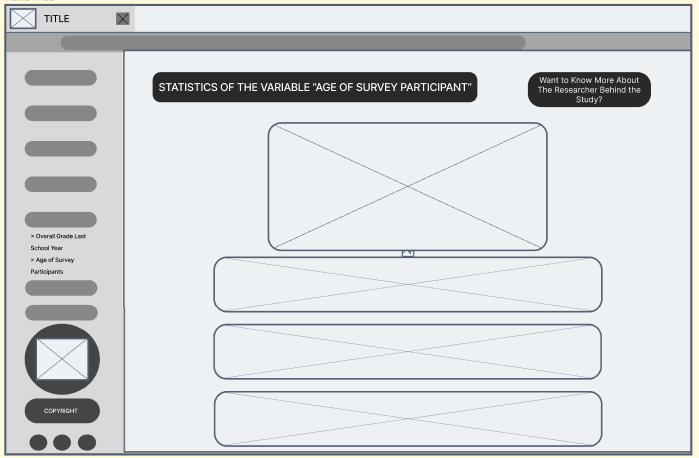 TITLE
STATISTICS OF THE VARIABLE "AGE OF SURVEY PARTICIPANT"
Want to Know More About
The Researcher Behind the
Study?
> Overall Grade Last
School Year
> Age of Survey
Participants
COPYRIGHT